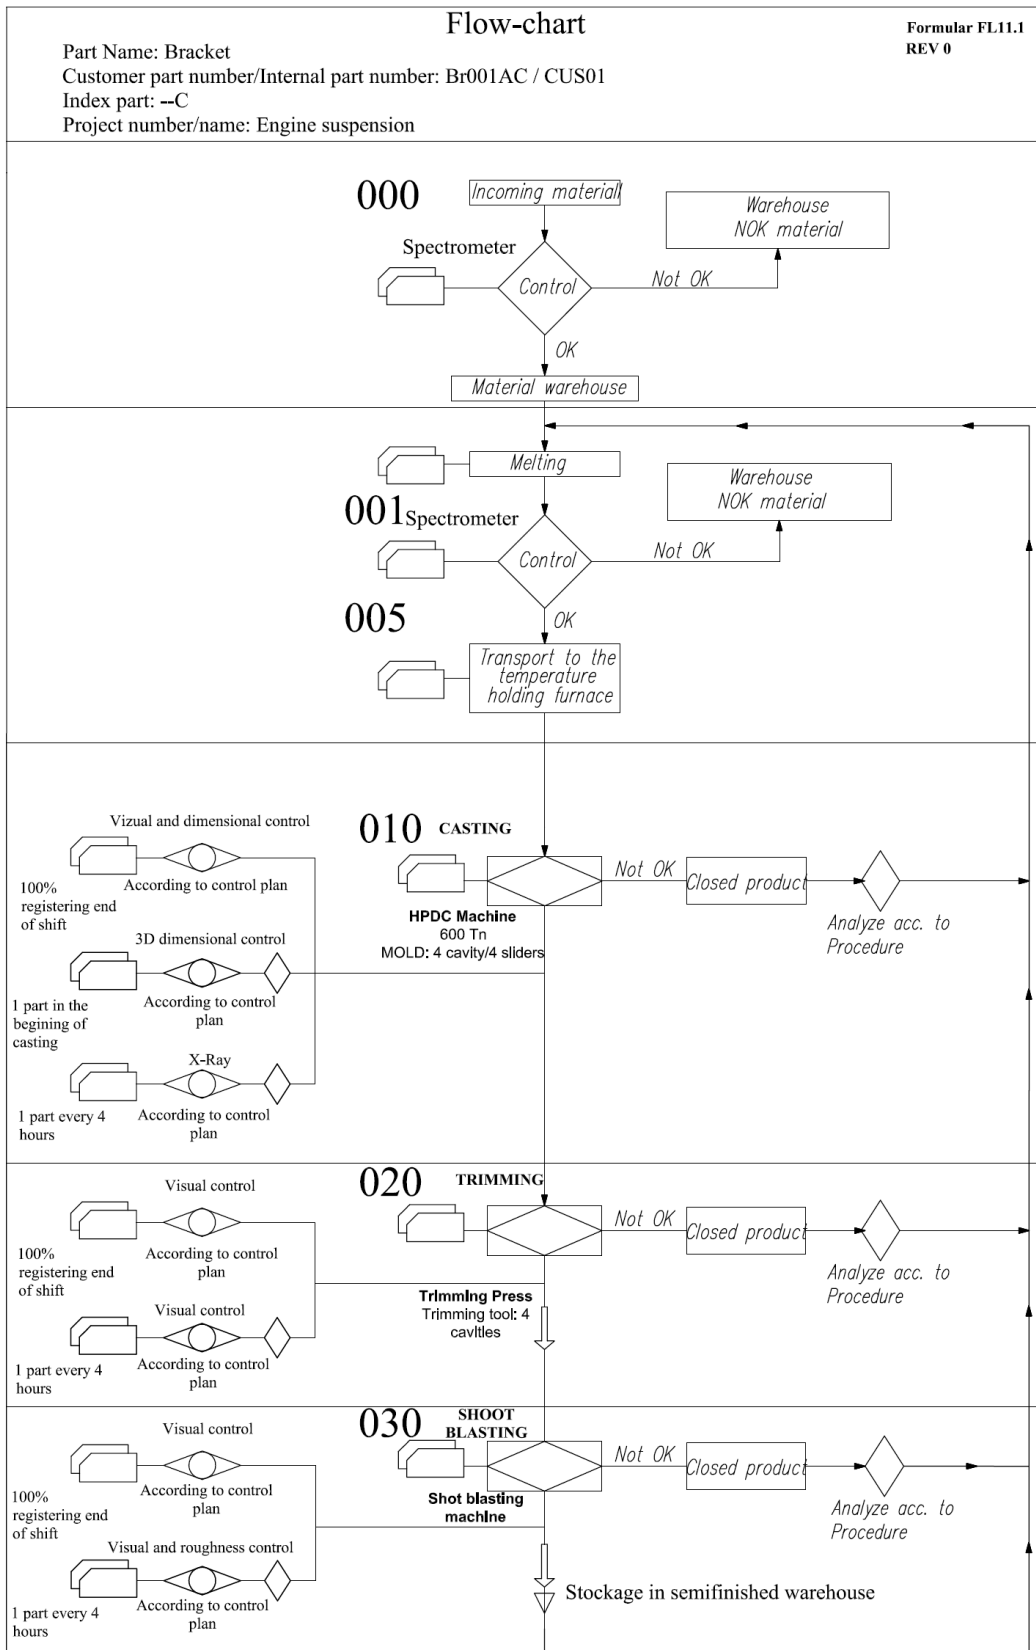 Flow-chart
Formular FL11.1
REV 0
Part Name: Bracket
Customer part number/Internal part number: Br001AC / CUS01
Index part: --C
Project number/name: Engine suspension
000
Incoming material
Warehouse
NOK material
Spectrometer
Control
Not OK
OK
Material warehouse
Melting
Warehouse
NOK material
001
Spectrometer
Control
Not OK
005
OK
Transport to the
temperature
holding furnace
Vizual and dimensional control
010
CASTING
Not OK
Closed product
100%
registering end
of shift
According to control plan
HPDC Machine
600 Tn
MOLD: 4 cavity/4 sliders
Analyze acc. to
Procedure
3D dimensional control
1 part in the
begining of
casting
According to control
plan
X-Ray
1 part every 4
hours
According to control
plan
020
TRIMMING
Visual control
Not OK
Closed product
100%
registering end
of shift
According to control
plan
Analyze acc. to
Procedure
Trimming Press
Trimming tool: 4
cavities
Visual control
1 part every 4
hours
According to control
plan
030
SHOOT
BLASTING
Visual control
Not OK
Closed product
100%
registering end
of shift
According to control
plan
Shot blasting
machine
Analyze acc. to
Procedure
Visual and roughness control
Stockage in semifinished warehouse
1 part every 4
hours
According to control
plan